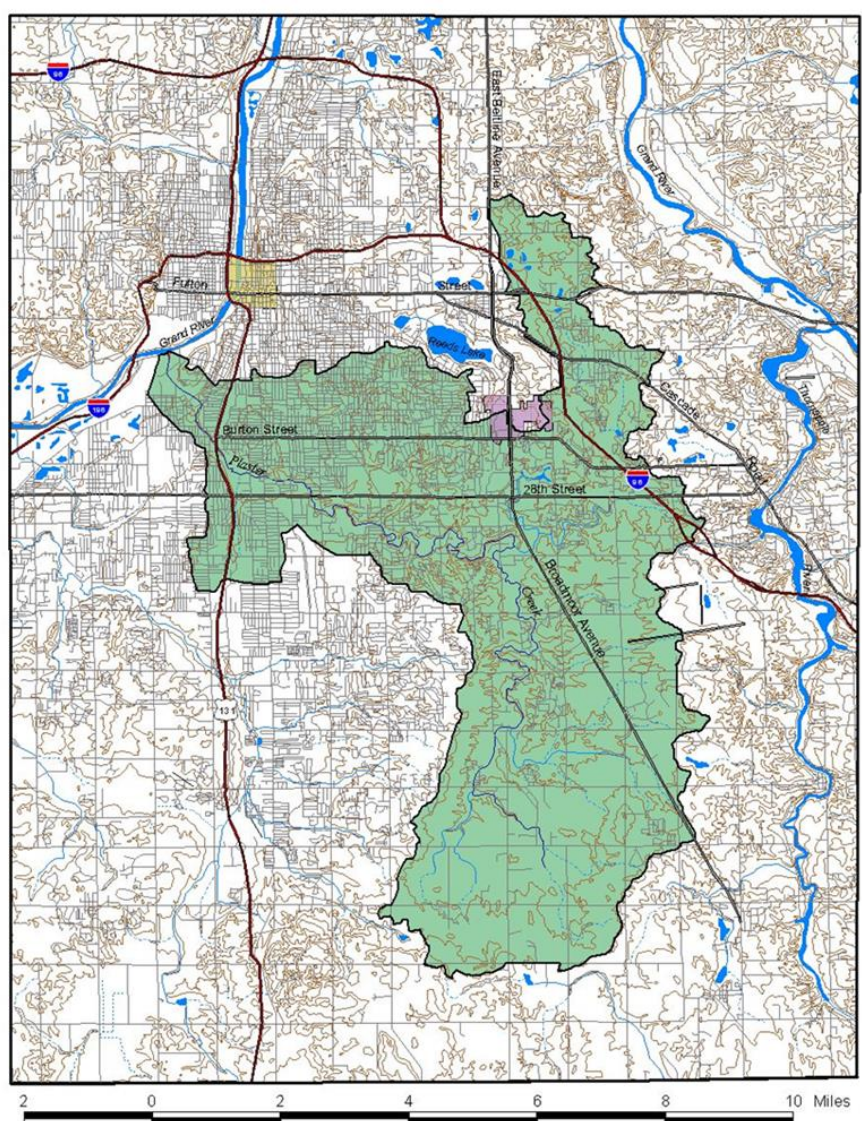 96
East Beltline Avenue
Grand River
Fulton
Street
Grand River
Reeds Lake
196
Cascade
Road
Thornapple
River
Burton Street
Plaster
Creek
96
28th Street
Broadmoor Avenue
131
2 0 2 4 6 8 10 Miles